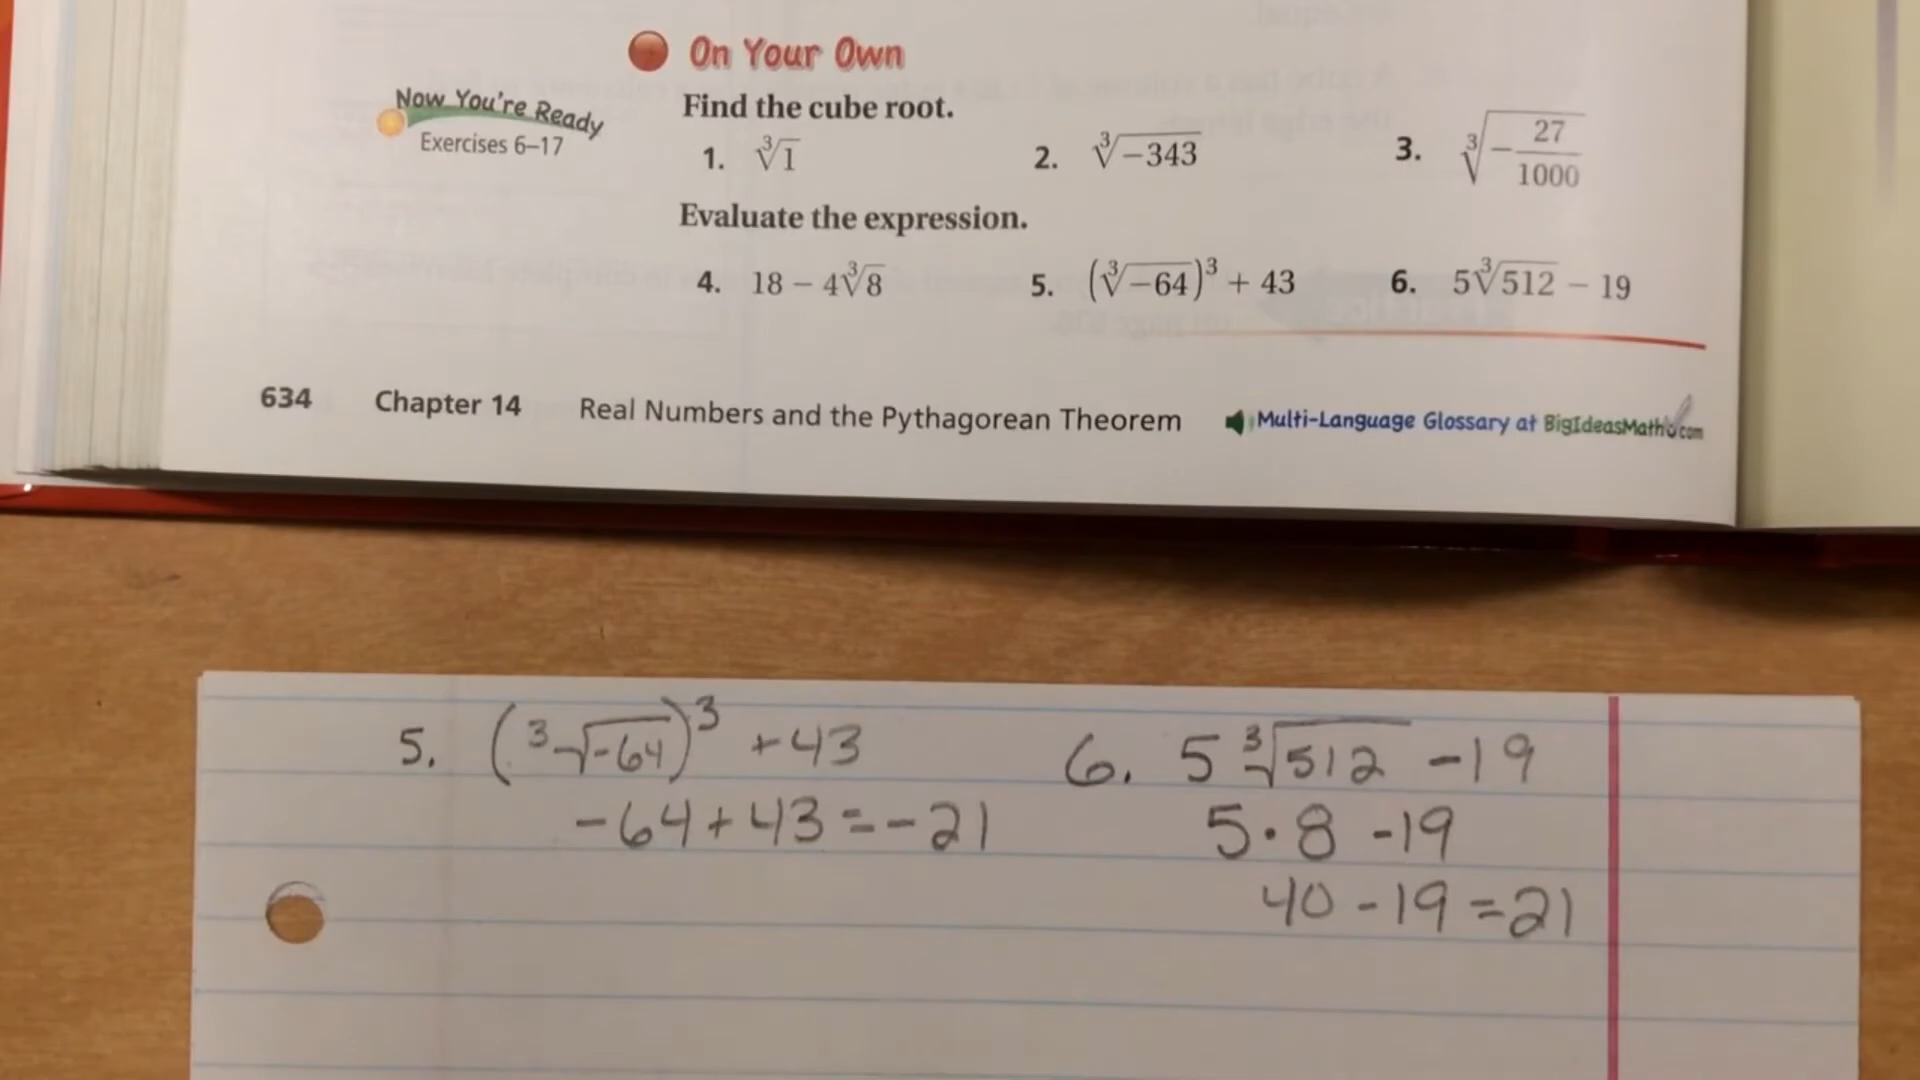 On Your Own
Now You're Ready
Exercises 6–17
Find the cube root.
1. ∛1
2. ∛−343
3. ∛−27/1000
Evaluate the expression.
4. 18 − 4∛8
5. (∛−64)³ + 43
6. 5∛512 − 19
634 Chapter 14 Real Numbers and the Pythagorean Theorem
Multi-Language Glossary at BigIdeasMath.com
5. (∛-64)³ + 43
-64 + 43 = -21
6. 5 ∛512 - 19
5 · 8 - 19
40 - 19 = 21